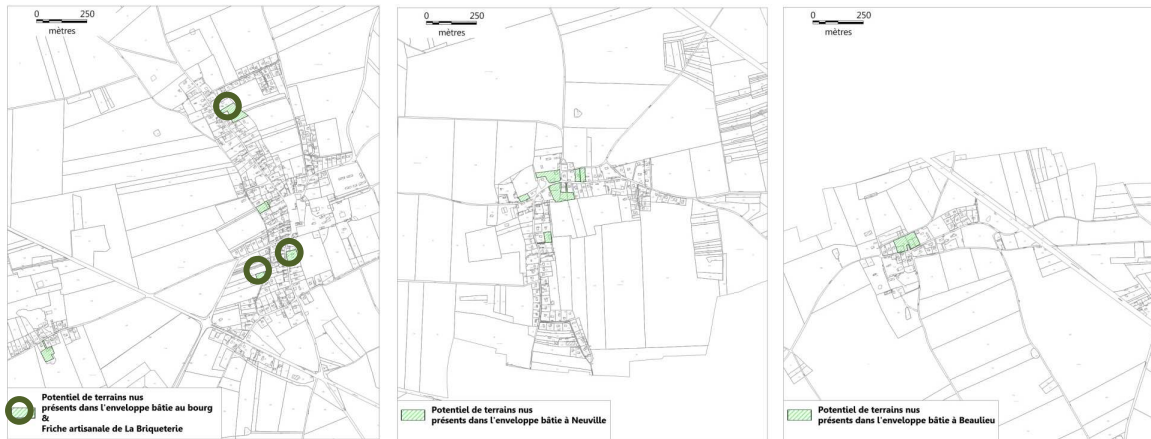 0 250
mètres
Potentiel de terrains nus
présents dans l'enveloppe bâtie au bourg
&
Friche artisanale de La Briqueterie
0 250
mètres
Potentiel de terrains nus
présents dans l'enveloppe bâtie à Neuville
0 250
mètres
Potentiel de terrains nus
présents dans l'enveloppe bâtie à Beaulieu